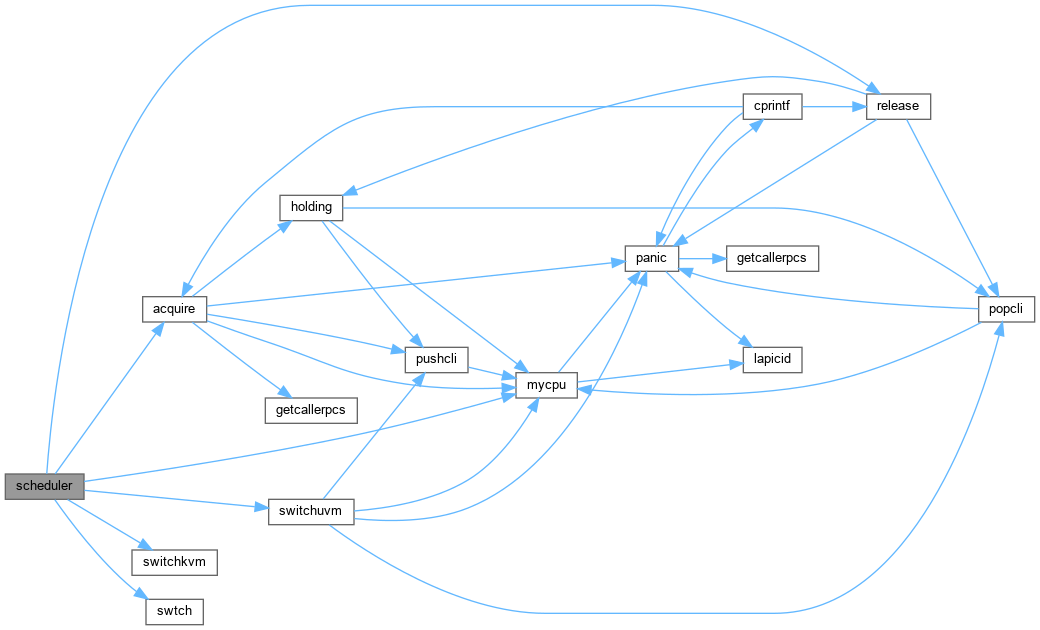 cprintf
release
holding
panic
getcallerpcs
acquire
popcli
pushcli
lapicid
mycpu
getcallerpcs
scheduler
switchuvm
switchkvm
swtch